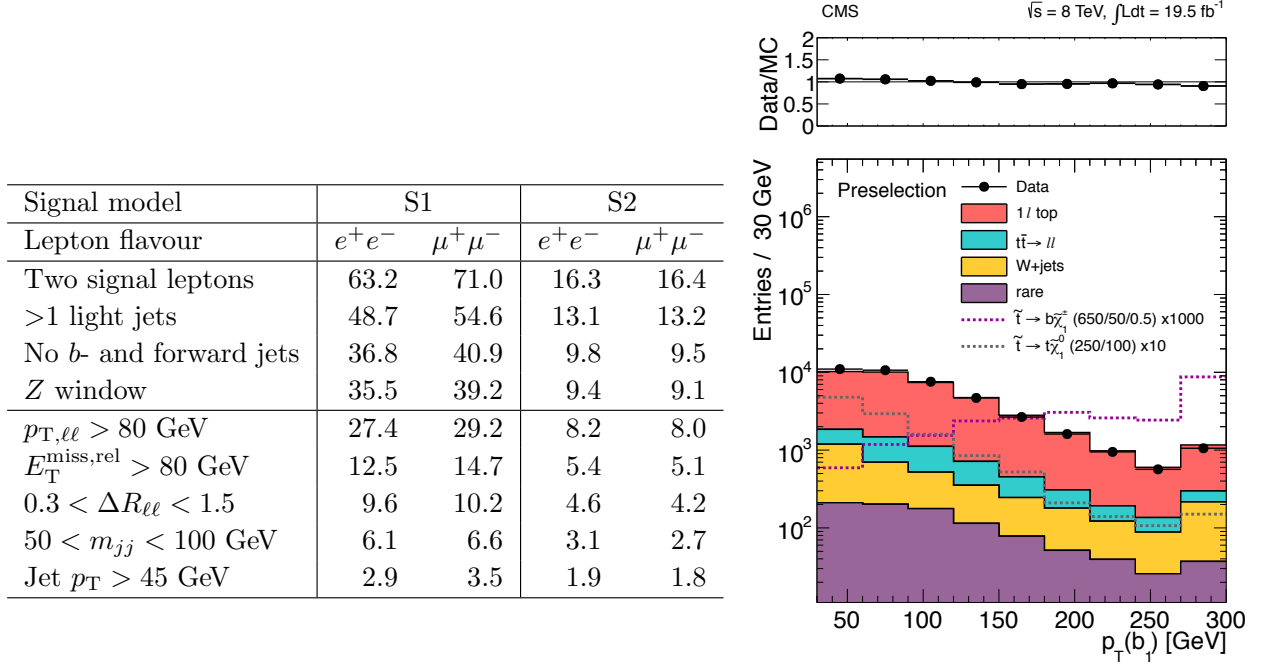 Signal model S1 S2
Lepton flavour e⁺e⁻ μ⁺μ⁻ e⁺e⁻ μ⁺μ⁻
Two signal leptons 63.2 71.0 16.3 16.4
>1 light jets 48.7 54.6 13.1 13.2
No b- and forward jets 36.8 40.9 9.8 9.5
Z window 35.5 39.2 9.4 9.1
p_T,ℓℓ > 80 GeV 27.4 29.2 8.2 8.0
E_T^miss,rel > 80 GeV 12.5 14.7 5.4 5.1
0.3 < ΔR_ℓℓ < 1.5 9.6 10.2 4.6 4.2
50 < m_jj < 100 GeV 6.1 6.6 3.1 2.7
Jet p_T > 45 GeV 2.9 3.5 1.9 1.8
CMS √s = 8 TeV, ∫Ldt = 19.5 fb⁻¹
Data/MC
2
1.5
1
0.5
0
Entries / 30 GeV
Preselection
Data
1l top
tt̄→ ll
W+jets
rare
t̃ → bχ̃₁^± (650/50/0.5) x1000
t̃ → tχ̃₁⁰ (250/100) x10
10⁶
10⁵
10⁴
10³
10²
50 100 150 200 250 300
p_T(b₁) [GeV]